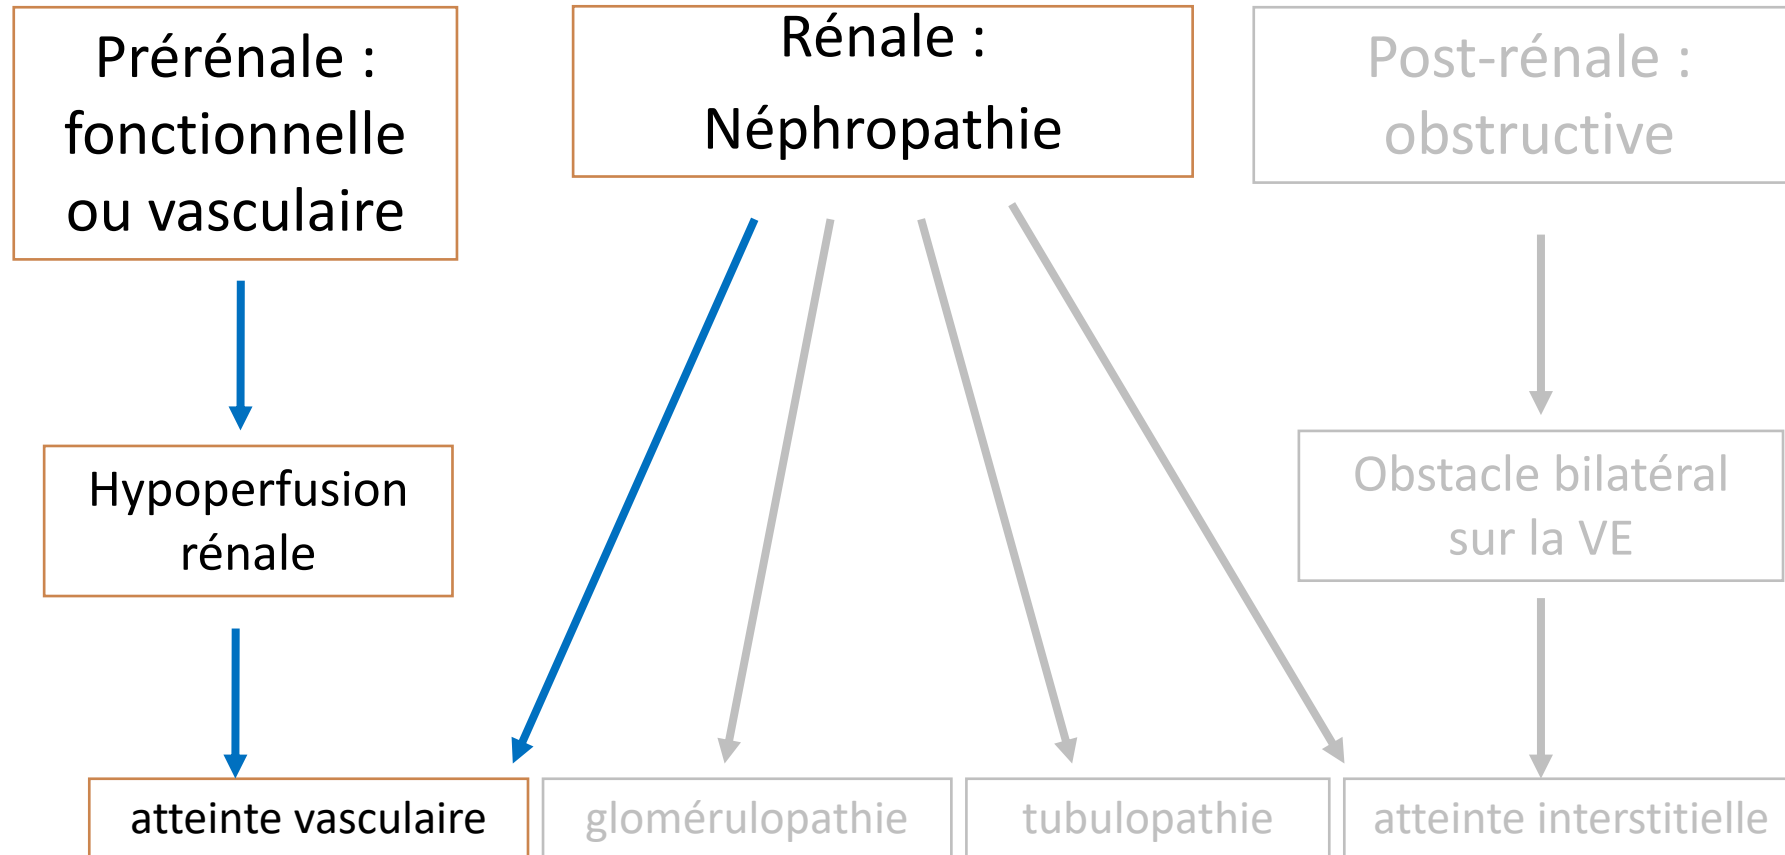 Prérénale :
fonctionnelle
ou vasculaire
Rénale :
Néphropathie
Post-rénale :
obstructive
Hypoperfusion
rénale
Obstacle bilatéral
sur la VE
atteinte vasculaire
glomérulopathie
tubulopathie
atteinte interstitielle